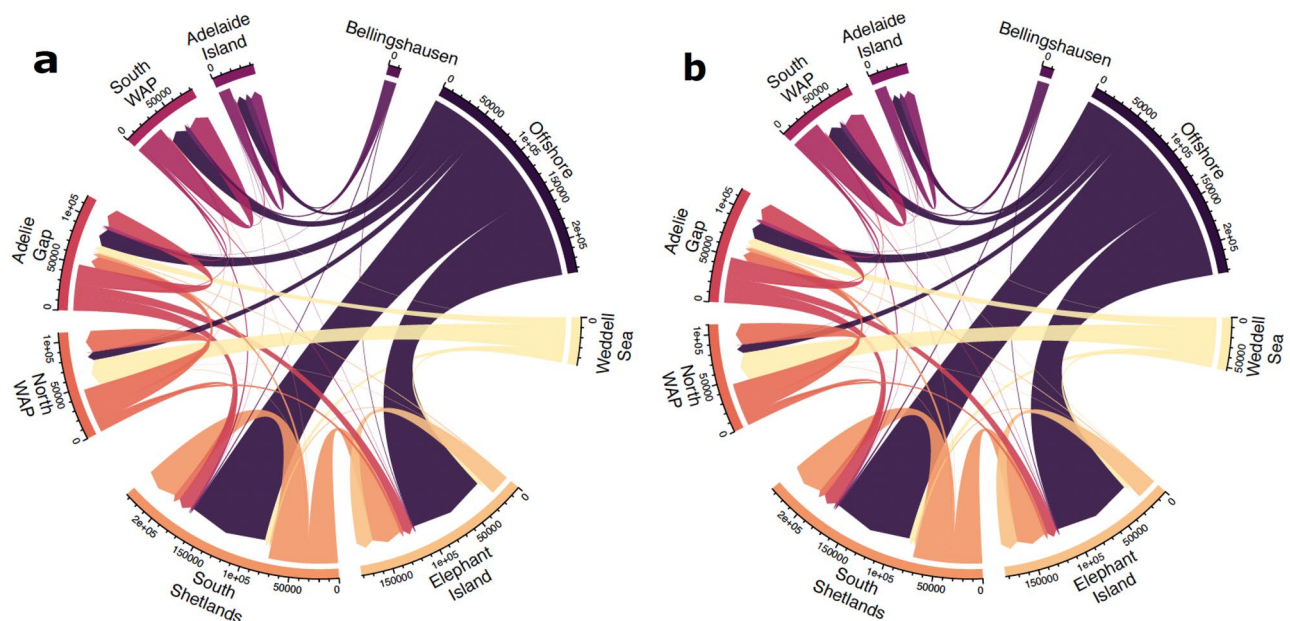 a
Adelaide
Island
0
South
WAP
0
50000
Bellingshausen
0
Offshore
0
50000
1e+05
150000
2e+05
Weddell
Sea
0
Elephant
Island
0
50000
1e+05
150000
South
Shetlands
0
50000
1e+05
150000
2e+05
North
WAP
0
50000
1e+05
Adelie
Gap
0
50000
1e+05
b
Adelaide
Island
0
South
WAP
0
50000
Bellingshausen
0
Offshore
0
50000
1e+05
150000
2e+05
Weddell
Sea
0
50000
Elephant
Island
0
50000
1e+05
150000
South
Shetlands
0
50000
1e+05
150000
2e+05
North
WAP
0
50000
1e+05
Adelie
Gap
0
50000
1e+05